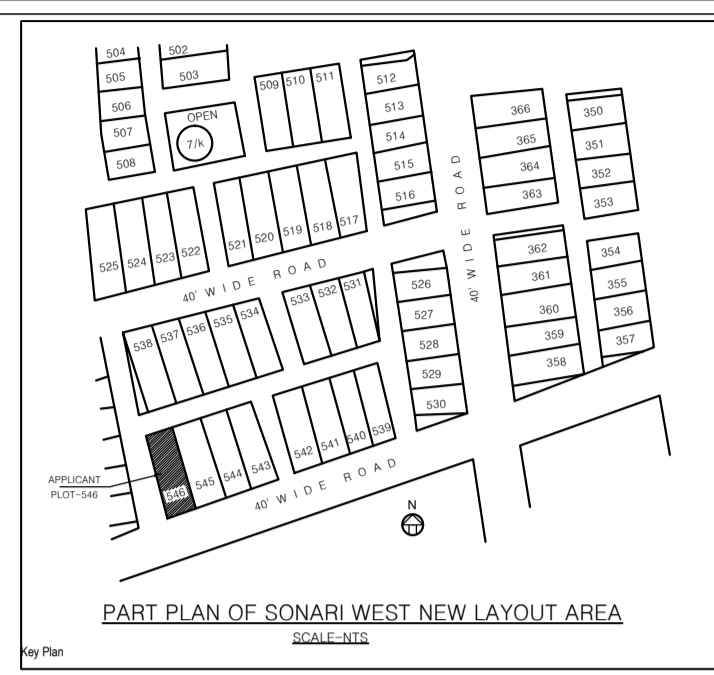 504
505
506
507
508
502
503
OPEN
7/k
509 510 511
512
513
514
515
516
366
365
364
363
350
351
352
353
525 524 523 522
521 520 519 518 517
40' WIDE ROAD
40' WIDE ROAD
362
361
360
359
358
354
355
356
357
526
527
528
529
530
538 537 536 535 534
533 532 531
546 545 544 543
542 541 540 539
40' WIDE ROAD
APPLICANT
PLOT-546
N
PART PLAN OF SONARI WEST NEW LAYOUT AREA
SCALE-NTS
Key Plan